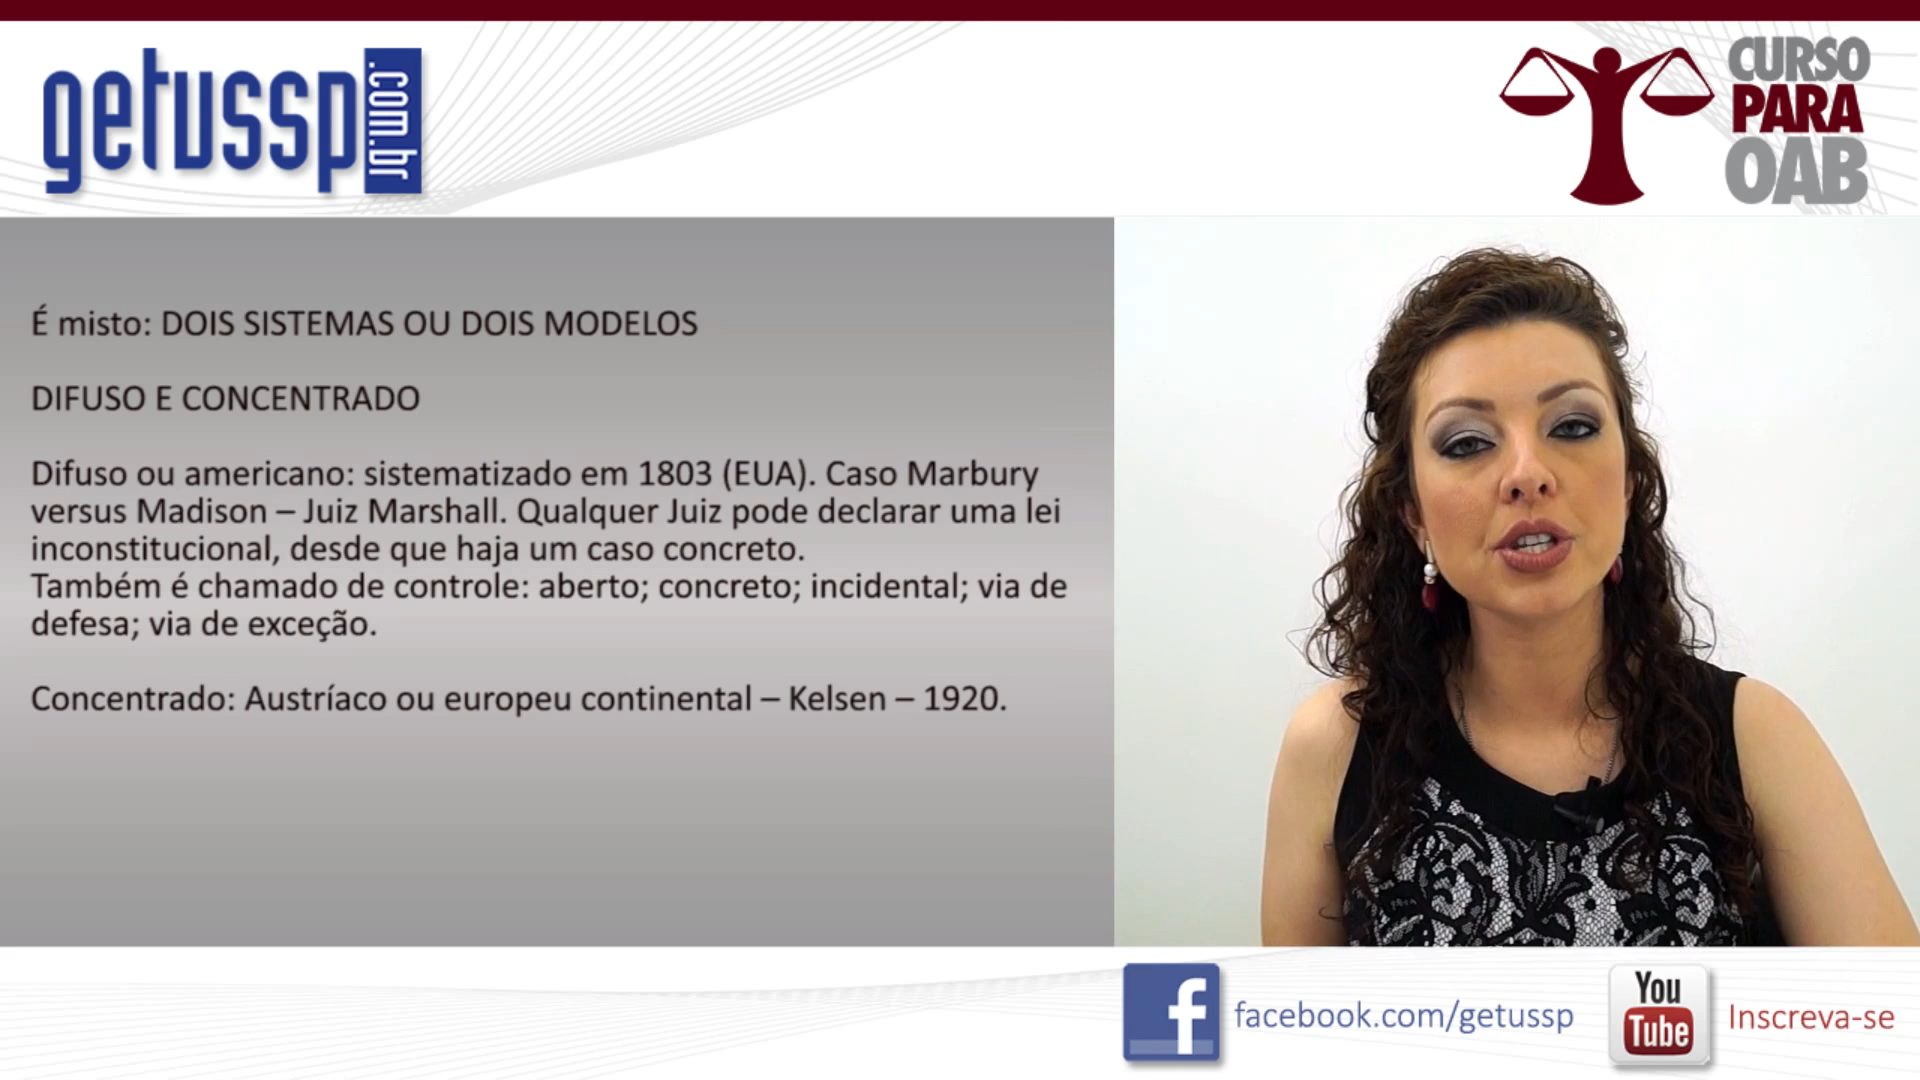 getussp.com.br
CURSO
PARA
OAB
É misto: DOIS SISTEMAS OU DOIS MODELOS
DIFUSO E CONCENTRADO
Difuso ou americano: sistematizado em 1803 (EUA). Caso Marbury
versus Madison – Juiz Marshall. Qualquer Juiz pode declarar uma lei
inconstitucional, desde que haja um caso concreto.
Também é chamado de controle: aberto; concreto; incidental; via de
defesa; via de exceção.
Concentrado: Austríaco ou europeu continental – Kelsen – 1920.
f facebook.com/getussp
You
Tube
Inscreva-se